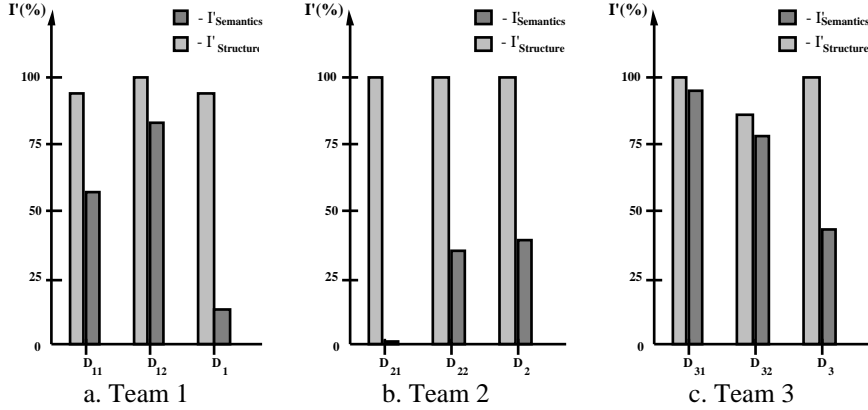 I'(%)
- I'Semantics
- I'Structure
100
75
50
25
0
D11
D12
D1
a. Team 1
I'(%)
- I'Semantics
- I'Structure
100
75
50
25
0
D21
D22
D2
b. Team 2
I'(%)
- I'Semantics
- I'Structure
100
75
50
25
0
D31
D32
D3
c. Team 3